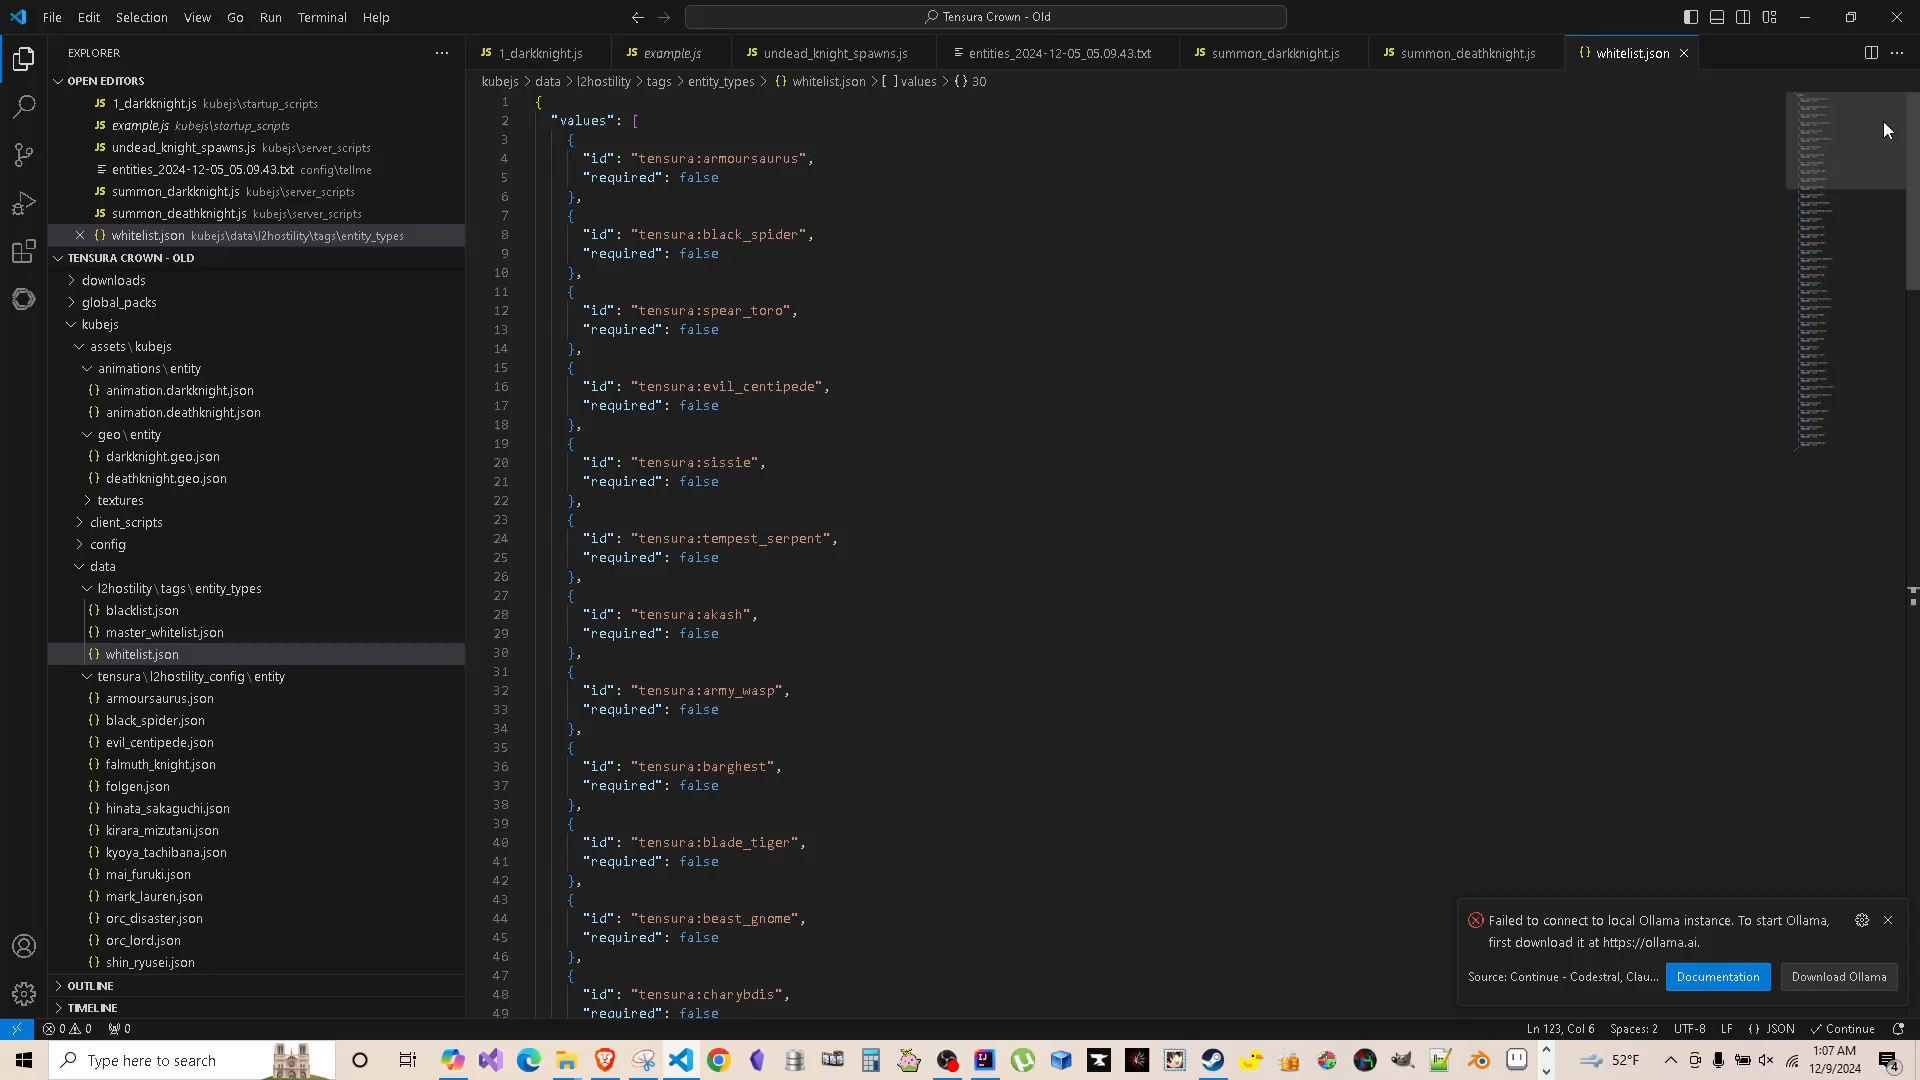 File Edit Selection View Go Run Terminal Help
Tensura Crown - Old
EXPLORER
OPEN EDITORS
JS 1_darkknight.js kubejs\startup_scripts
JS example.js kubejs\startup_scripts
JS undead_knight_spawns.js kubejs\server_scripts
entities_2024-12-05_05.09.43.txt config\tellme
JS summon_darkknight.js kubejs\server_scripts
JS summon_deathknight.js kubejs\server_scripts
{} whitelist.json kubejs\data\l2hostility\tags\entity_types
TENSURA CROWN - OLD
downloads
global_packs
kubejs
assets \ kubejs
animations \ entity
{} animation.darkknight.json
{} animation.deathknight.json
geo \ entity
{} darkknight.geo.json
{} deathknight.geo.json
textures
client_scripts
config
data
l2hostility \ tags \ entity_types
{} blacklist.json
{} master_whitelist.json
{} whitelist.json
tensura \ l2hostility_config \ entity
{} armoursaurus.json
{} black_spider.json
{} evil_centipede.json
{} falmuth_knight.json
{} folgen.json
{} hinata_sakaguchi.json
{} kirara_mizutani.json
{} kyoya_tachibana.json
{} mai_furuki.json
{} mark_lauren.json
{} orc_disaster.json
{} orc_lord.json
{} shin_ryusei.json
OUTLINE
TIMELINE
JS 1_darkknight.js JS example.js JS undead_knight_spawns.js entities_2024-12-05_05.09.43.txt JS summon_darkknight.js JS summon_deathknight.js {} whitelist.json
kubejs > data > l2hostility > tags > entity_types > {} whitelist.json > [ ] values > {} 30
1 {
2 "values": [
3 {
4 "id": "tensura:armoursaurus",
5 "required": false
6 },
7 {
8 "id": "tensura:black_spider",
9 "required": false
10 },
11 {
12 "id": "tensura:spear_toro",
13 "required": false
14 },
15 {
16 "id": "tensura:evil_centipede",
17 "required": false
18 },
19 {
20 "id": "tensura:sissie",
21 "required": false
22 },
23 {
24 "id": "tensura:tempest_serpent",
25 "required": false
26 },
27 {
28 "id": "tensura:akash",
29 "required": false
30 },
31 {
32 "id": "tensura:army_wasp",
33 "required": false
34 },
35 {
36 "id": "tensura:barghest",
37 "required": false
38 },
39 {
40 "id": "tensura:blade_tiger",
41 "required": false
42 },
43 {
44 "id": "tensura:beast_gnome",
45 "required": false
46 },
47 {
48 "id": "tensura:charybdis",
49 "required": false
Failed to connect to local Ollama instance. To start Ollama,
first download it at https://ollama.ai.
Source: Continue - Codestral, Clau... Documentation Download Ollama
0 0 0 Ln 123, Col 6 Spaces: 2 UTF-8 LF {} JSON Continue
Type here to search
52°F
1:07 AM
12/9/2024
4